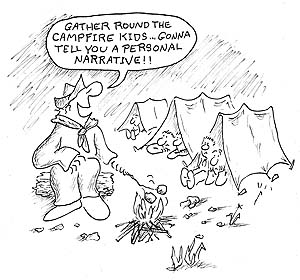 GATHER ROUND THE
CAMPFIRE KIDS... GONNA
TELL YOU A PERSONAL
NARRATIVE!!